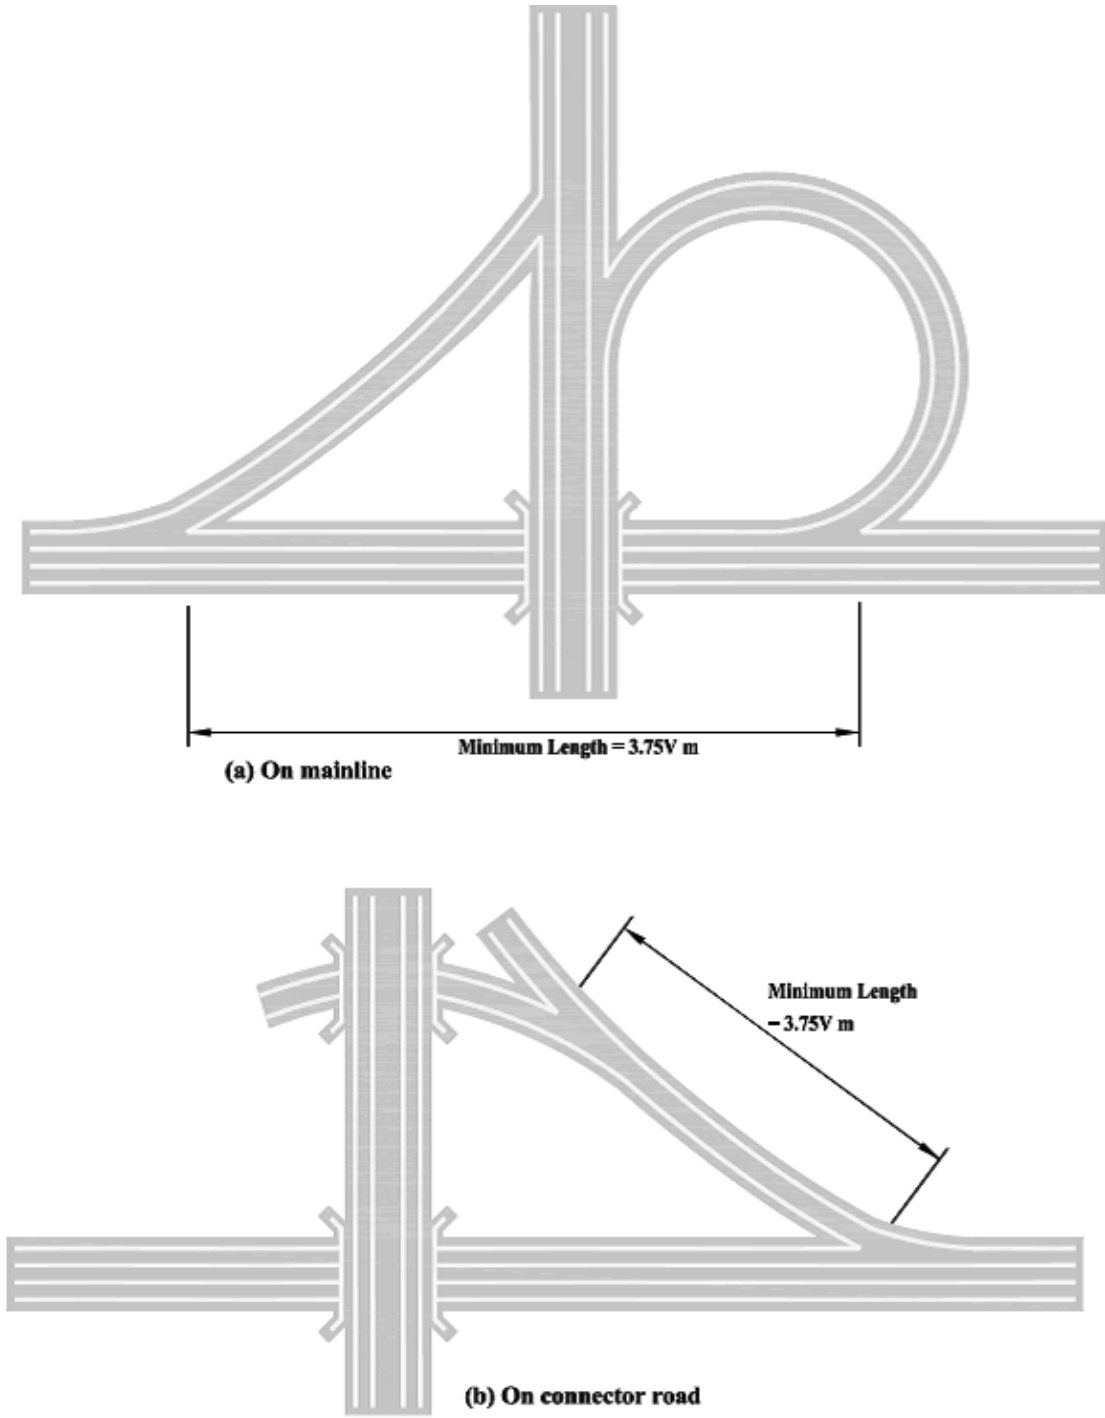 Minimum Length = 3.75V m
(a) On mainline
Minimum Length
= 3.75V m
(b) On connector road